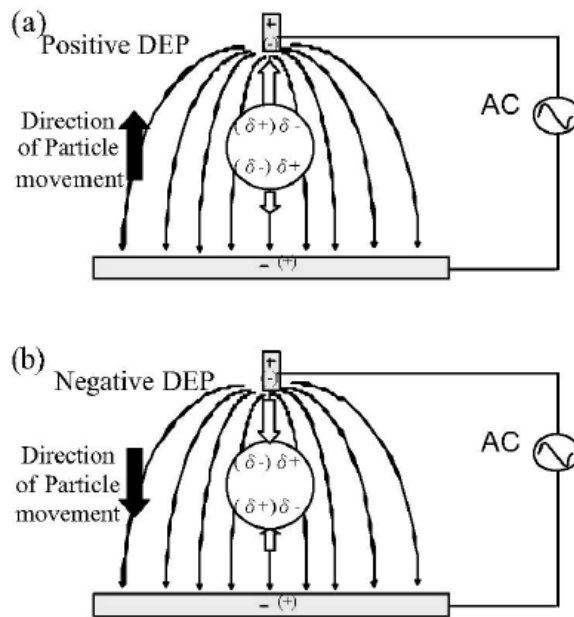 (a)
Positive DEP
+
(-)
AC
Direction
of Particle
movement
(δ+) δ-
(δ-) δ+
- (+)
(b)
Negative DEP
+
(-)
AC
Direction
of Particle
movement
(δ-) δ+
(δ+) δ-
- (+)